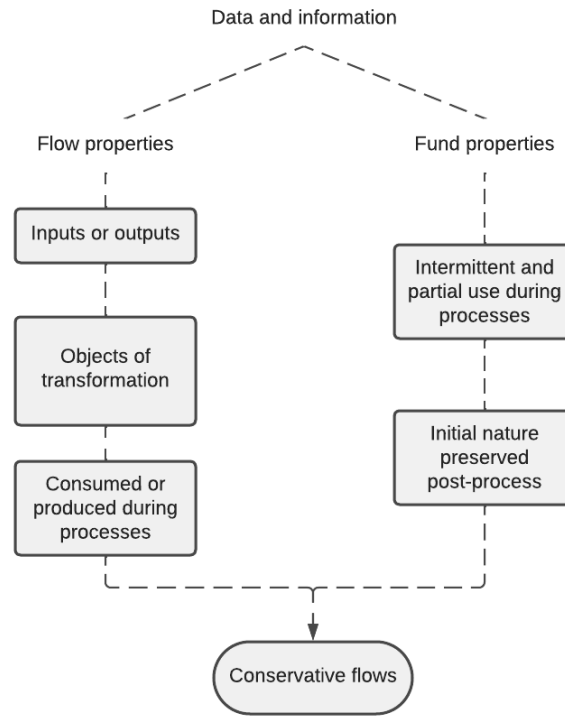 Data and information
Flow properties
Inputs or outputs
Objects of
transformation
Consumed or
produced during
processes
Fund properties
Intermittent and
partial use during
processes
Initial nature
preserved
post-process
Conservative flows